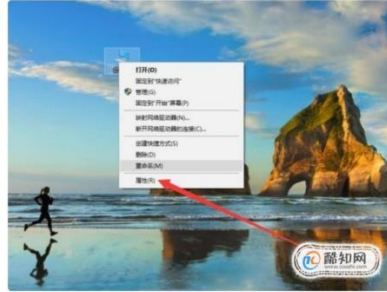 打开(O)
固定到"快速访问"
管理(G)
固定到"开始"屏幕(P)
映射网络驱动器(N)...
断开网络驱动器的连接(C)...
创建快捷方式(S)
删除(D)
重命名(M)
属性(R)
酷知网